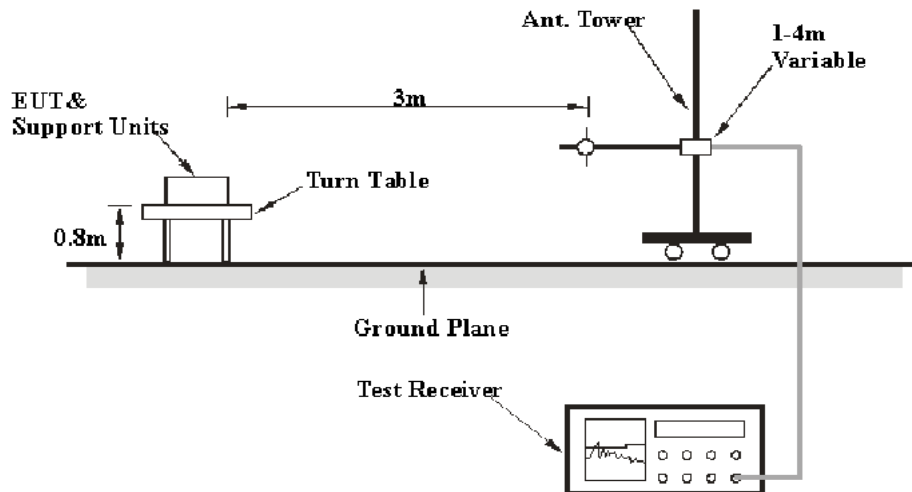 Ant. Tower
1-4m
Variable
3m
EUT&
Support Units
Turn Table
0.8m
Ground Plane
Test Receiver